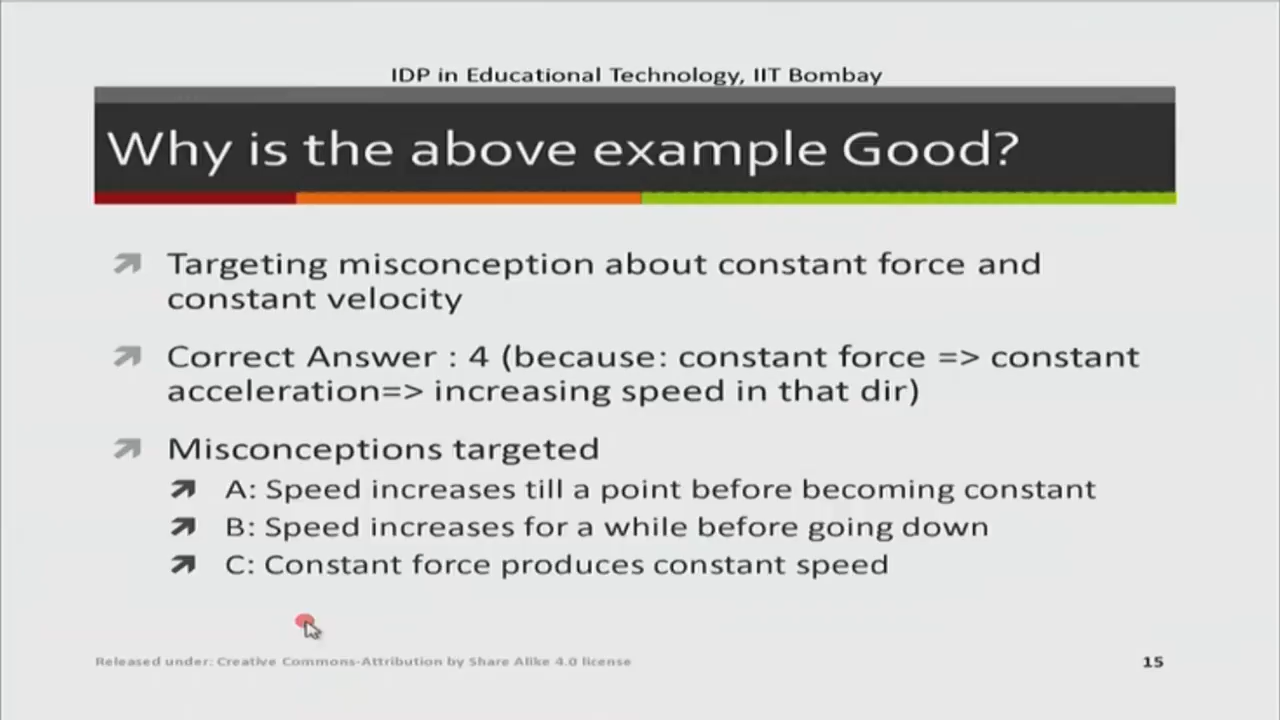 IDP in Educational Technology, IIT Bombay
Why is the above example Good?
Targeting misconception about constant force and
constant velocity
Correct Answer : 4 (because: constant force => constant
acceleration=> increasing speed in that dir)
Misconceptions targeted
A: Speed increases till a point before becoming constant
B: Speed increases for a while before going down
C: Constant force produces constant speed
Released under: Creative Commons-Attribution by Share Alike 4.0 license
15